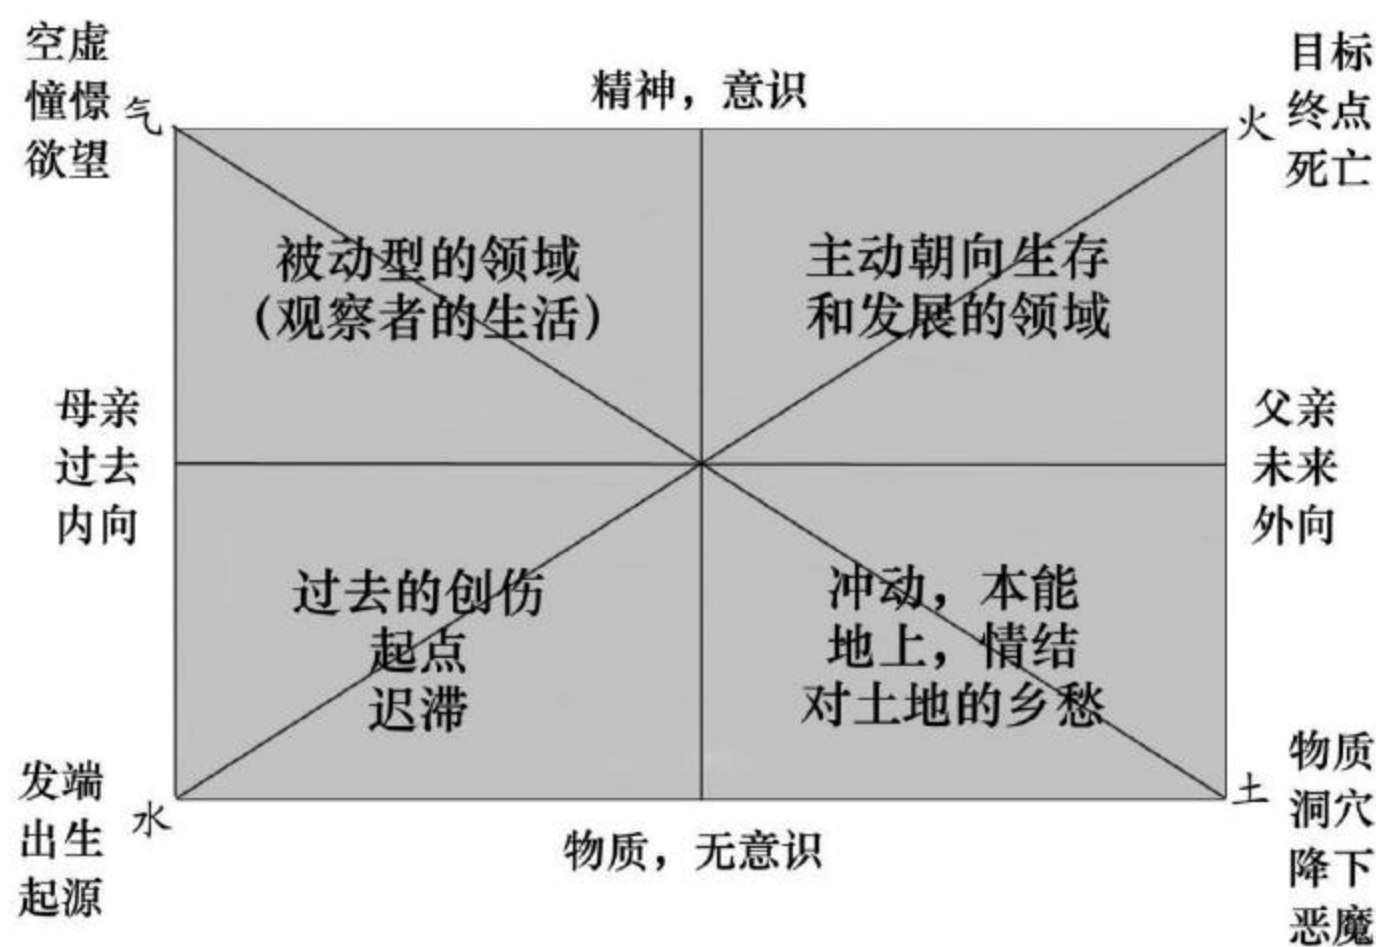 空虚
憧憬
欲望
气
精神，意识
火
目标
终点
死亡
被动型的领域
(观察者的生活)
主动朝向生存
和发展的领域
母亲
过去
内向
父亲
未来
外向
过去的创伤
起点
迟滞
冲动，本能
地上，情结
对土地的乡愁
发端
出生
起源
水
物质，无意识
土
物质
洞穴
降下
恶魔